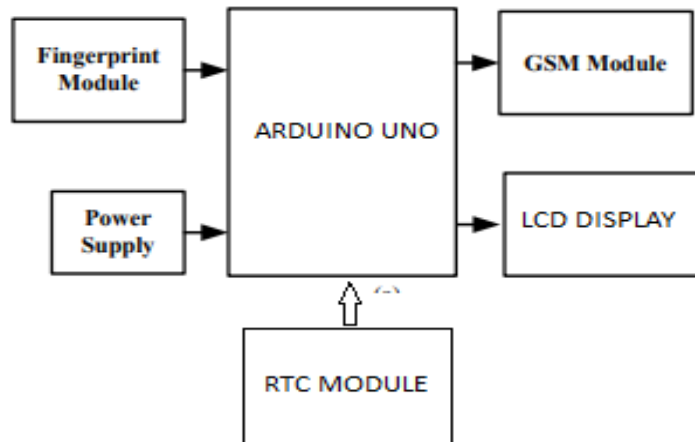 Fingerprint
Module
GSM Module
ARDUINO UNO
Power
Supply
LCD DISPLAY
RTC MODULE